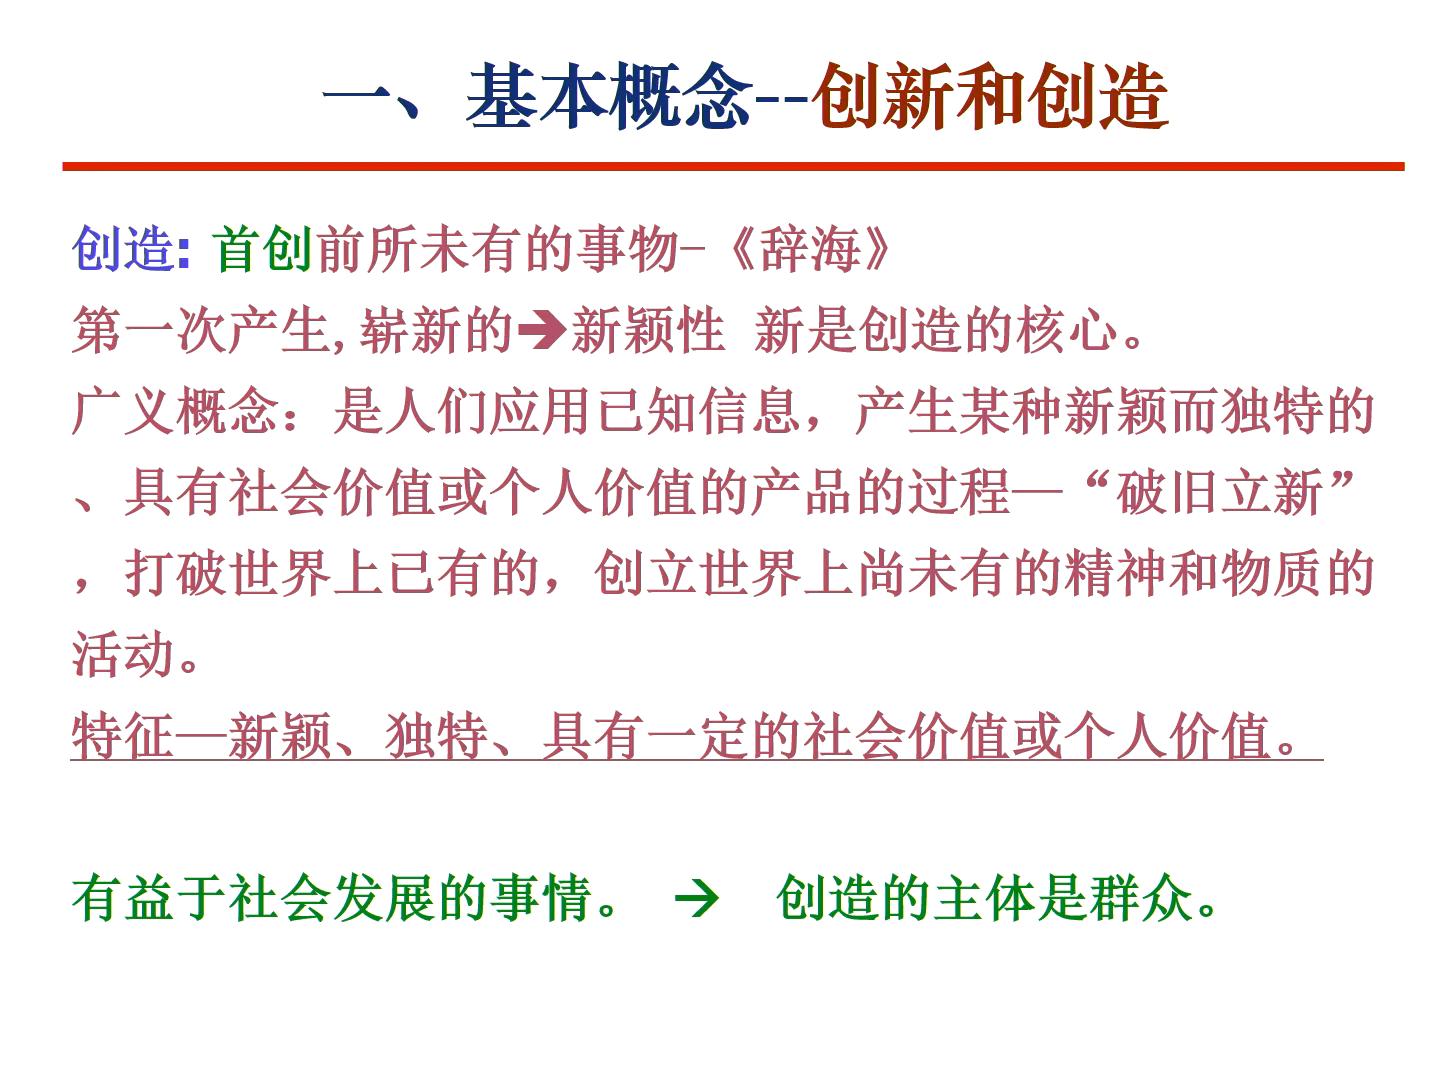 一、基本概念--创新和创造
创造: 首创前所未有的事物-《辞海》
第一次产生, 崭新的➔新颖性 新是创造的核心。
广义概念：是人们应用已知信息，产生某种新颖而独特的
、具有社会价值或个人价值的产品的过程—“破旧立新”
，打破世界上已有的，创立世界上尚未有的精神和物质的
活动。
特征—新颖、独特、具有一定的社会价值或个人价值。
有益于社会发展的事情。 → 创造的主体是群众。